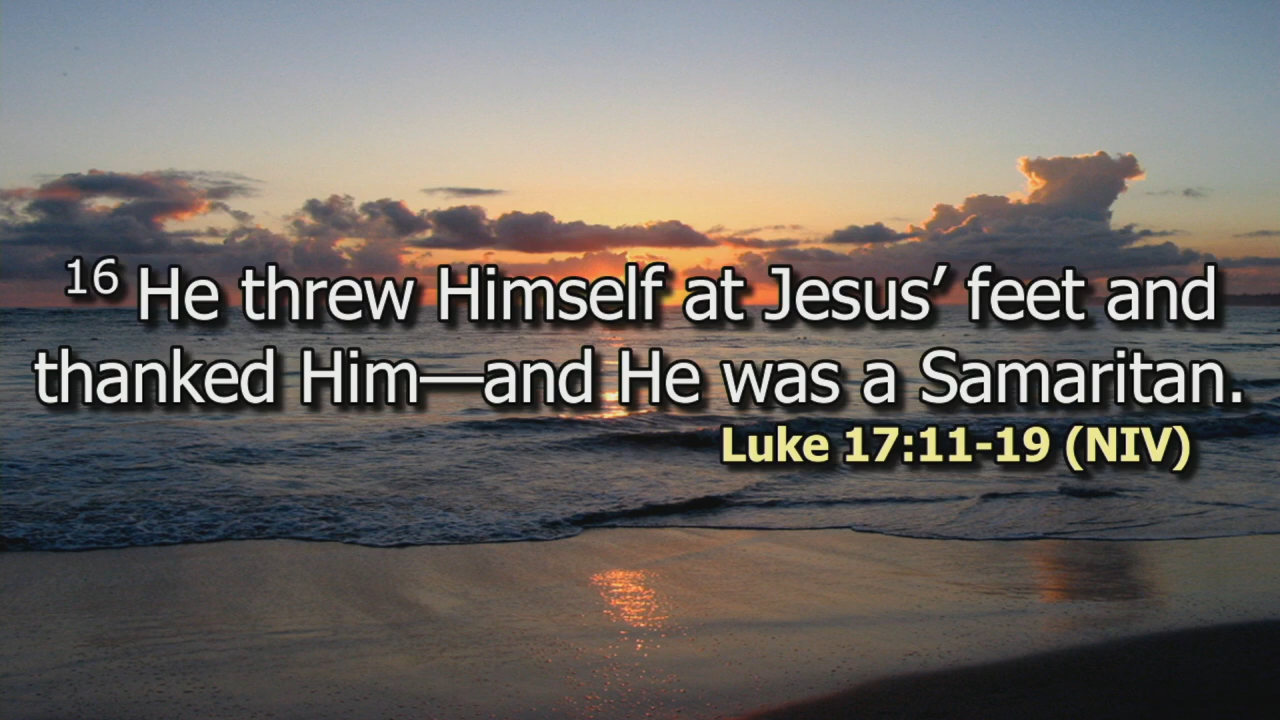 16 He threw Himself at Jesus’ feet and
thanked Him—and He was a Samaritan.
Luke 17:11-19 (NIV)